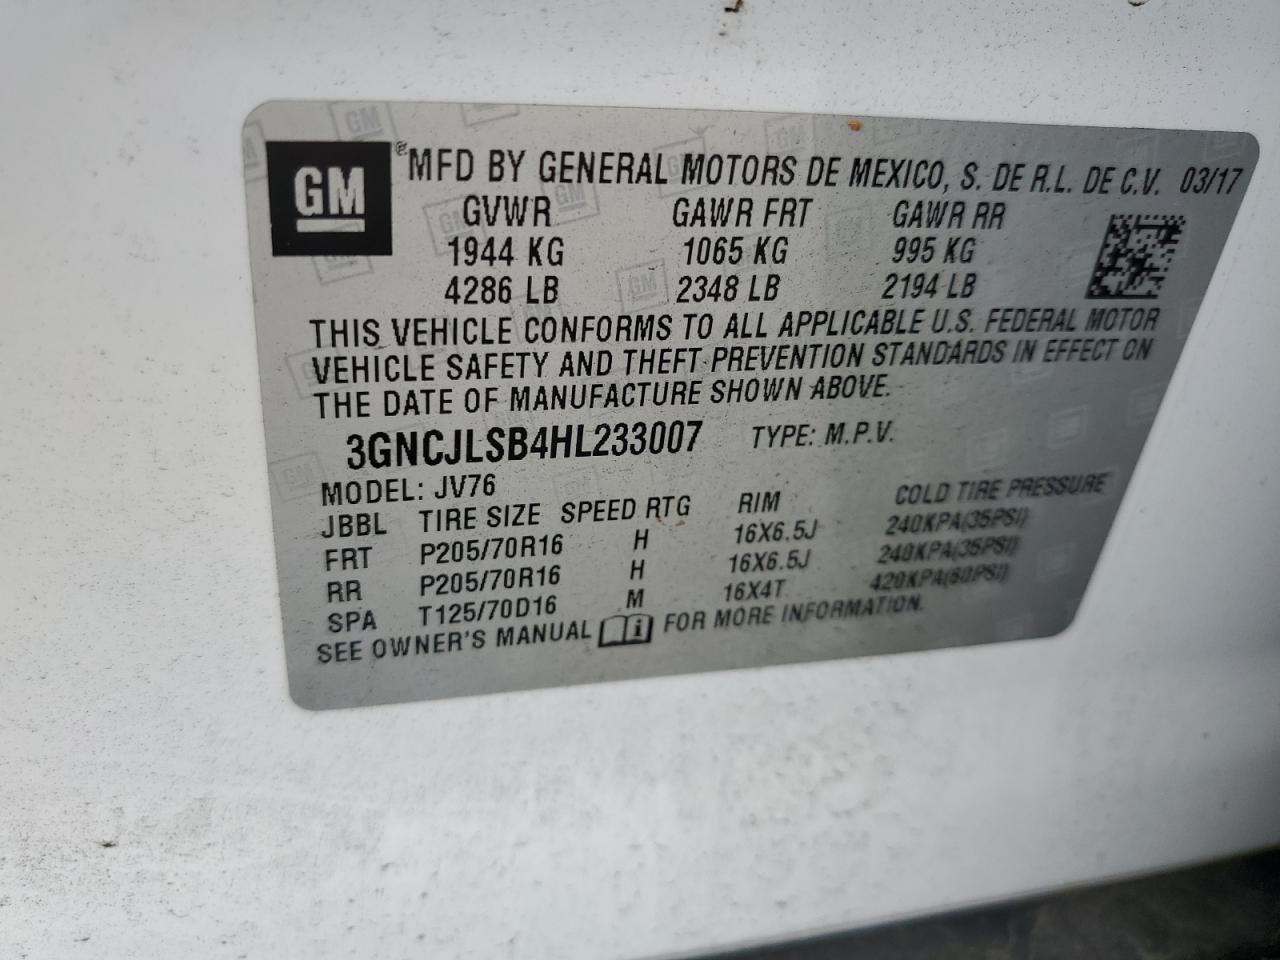 GM ® MFD BY GENERAL MOTORS DE MEXICO, S. DE R.L. DE C.V. 03/17
GVWR GAWR FRT GAWR RR
1944 KG 1065 KG 995 KG
4286 LB 2348 LB 2194 LB
THIS VEHICLE CONFORMS TO ALL APPLICABLE U.S. FEDERAL MOTOR
VEHICLE SAFETY AND THEFT PREVENTION STANDARDS IN EFFECT ON
THE DATE OF MANUFACTURE SHOWN ABOVE.
3GNCJLSB4HL233007 TYPE: M.P.V.
MODEL: JV76
JBBL TIRE SIZE SPEED RTG RIM COLD TIRE PRESSURE
FRT P205/70R16 H 16X6.5J 240KPA(35PSI)
RR P205/70R16 H 16X6.5J 240KPA(35PSI)
SPA T125/70D16 M 16X4T 420KPA(60PSI)
SEE OWNER'S MANUAL FOR MORE INFORMATION.